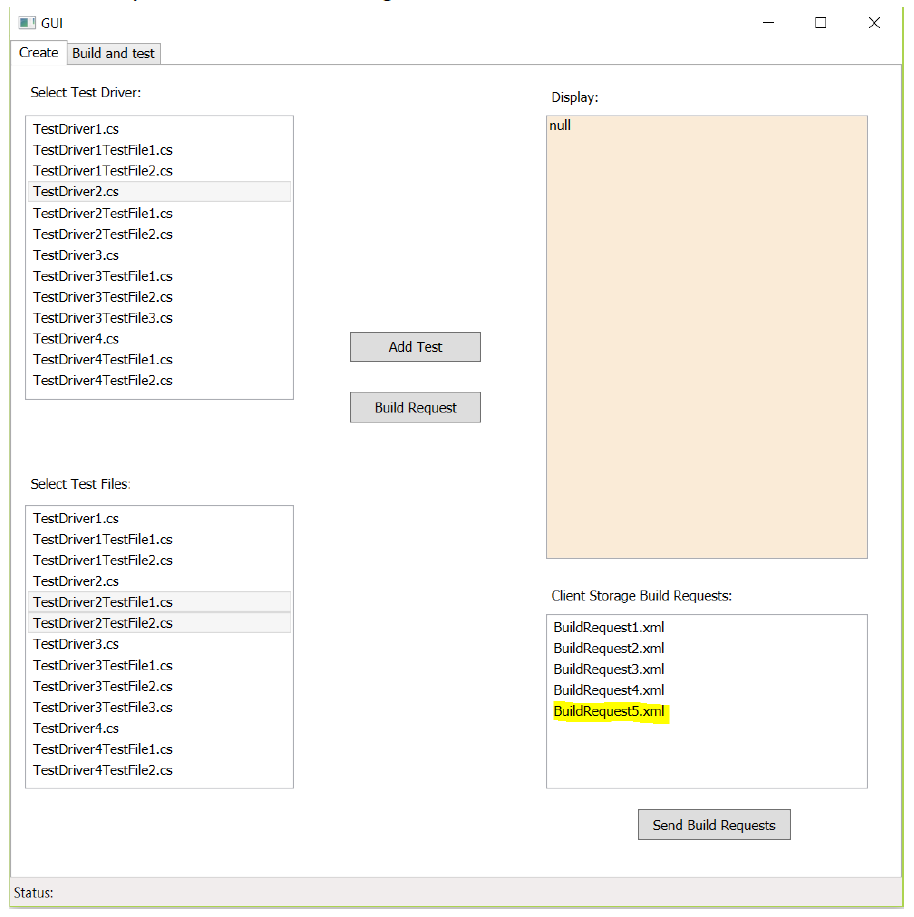 GUI
Create
Build and test
Select Test Driver:
TestDriver1.cs
TestDriver1TestFile1.cs
TestDriver1TestFile2.cs
TestDriver2.cs
TestDriver2TestFile1.cs
TestDriver2TestFile2.cs
TestDriver3.cs
TestDriver3TestFile1.cs
TestDriver3TestFile2.cs
TestDriver3TestFile3.cs
TestDriver4.cs
TestDriver4TestFile1.cs
TestDriver4TestFile2.cs
Add Test
Build Request
Select Test Files:
TestDriver1.cs
TestDriver1TestFile1.cs
TestDriver1TestFile2.cs
TestDriver2.cs
TestDriver2TestFile1.cs
TestDriver2TestFile2.cs
TestDriver3.cs
TestDriver3TestFile1.cs
TestDriver3TestFile2.cs
TestDriver3TestFile3.cs
TestDriver4.cs
TestDriver4TestFile1.cs
TestDriver4TestFile2.cs
Display:
null
Client Storage Build Requests:
BuildRequest1.xml
BuildRequest2.xml
BuildRequest3.xml
BuildRequest4.xml
BuildRequest5.xml
Send Build Requests
Status: